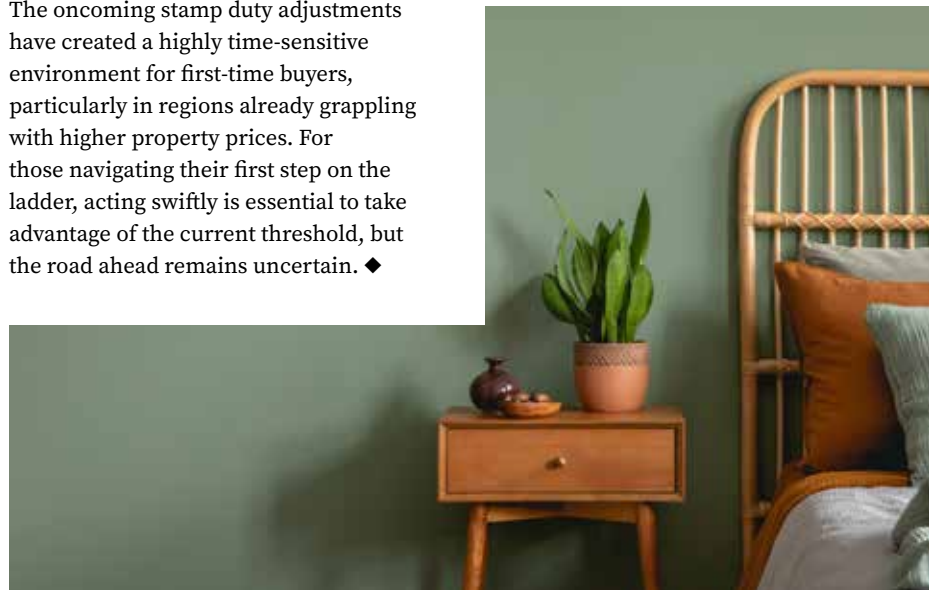 The oncoming stamp duty adjustments
have created a highly time-sensitive
environment for first-time buyers,
particularly in regions already grappling
with higher property prices. For
those navigating their first step on the
ladder, acting swiftly is essential to take
advantage of the current threshold, but
the road ahead remains uncertain. ◆